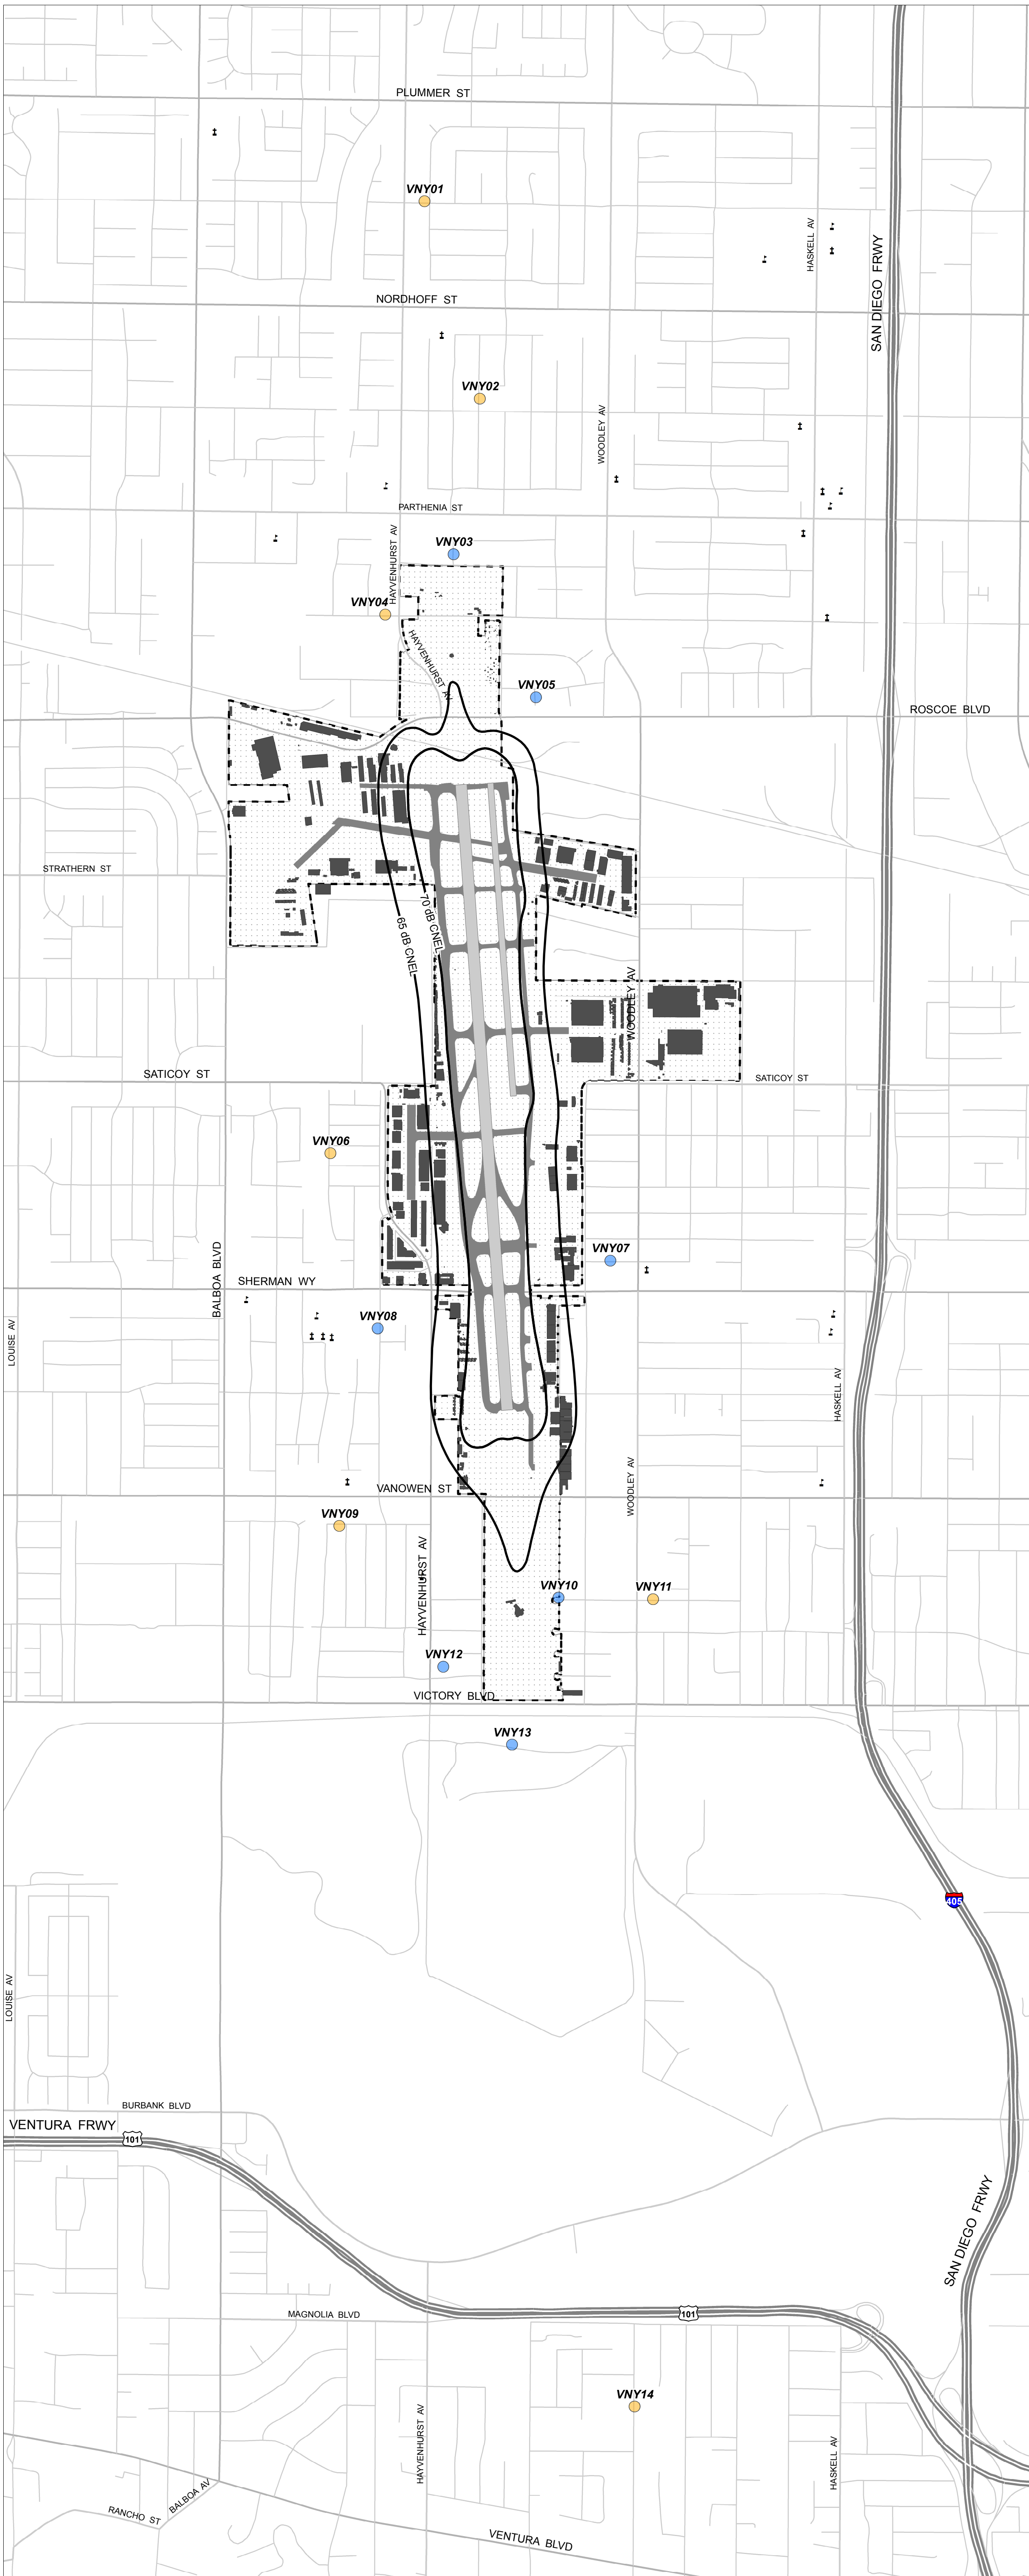 PLUMMER ST
VNY01
HASKELL AV
SAN DIEGO FRWY
NORDHOFF ST
VNY02
WOODLEY AV
PARTHENIA ST
HAYVENHURST AV
VNY03
VNY04
HAYVENHURST AV
VNY05
ROSCOE BLVD
STRATHERN ST
70 dB CNEL
65 dB CNEL
WOODLEY AV
SATICOY ST
SATICOY ST
VNY06
BALBOA BLVD
VNY07
SHERMAN WY
VNY08
LOUISE AV
HASKELL AV
VANOWEN ST
WOODLEY AV
VNY09
HAYVENHURST AV
VNY10
VNY11
VNY12
VICTORY BLVD
VNY13
405
LOUISE AV
BURBANK BLVD
VENTURA FRWY
101
SAN DIEGO FRWY
MAGNOLIA BLVD
101
VNY14
HAYVENHURST AV
HASKELL AV
BALBOA AV
RANCHO ST
VENTURA BLVD